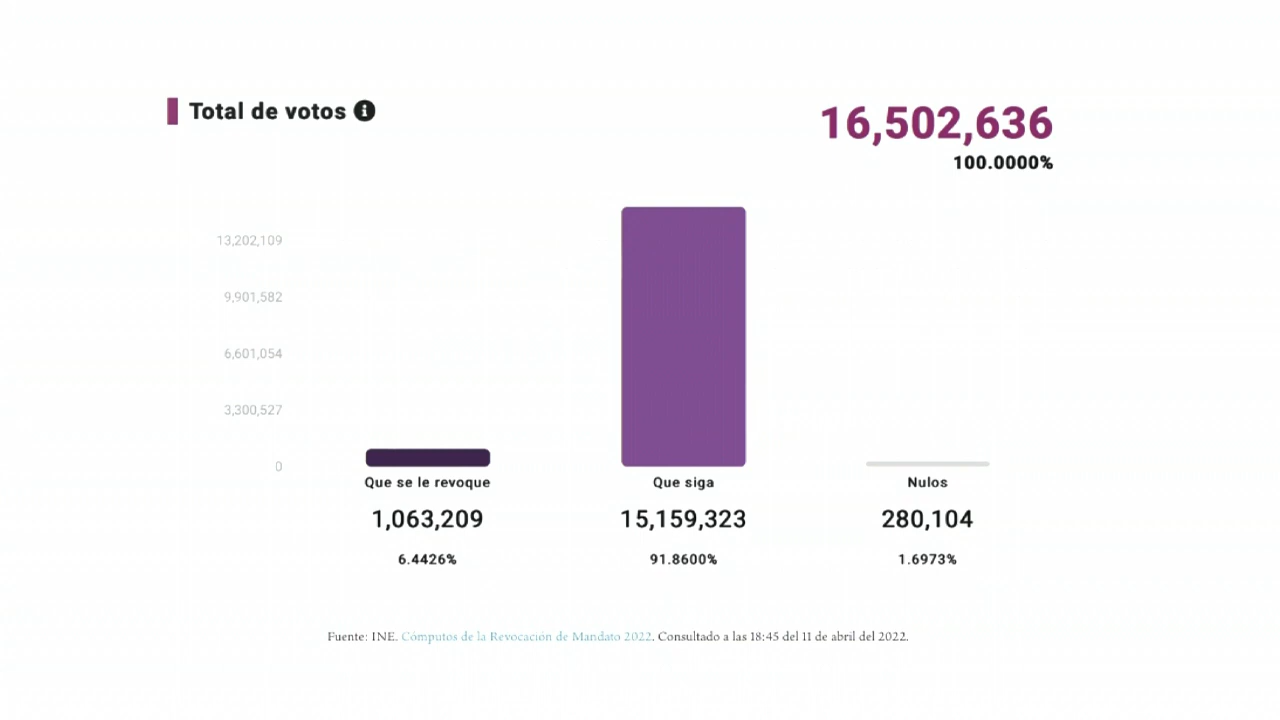 Total de votos
16,502,636
100.0000%
13,202,109
9,901,582
6,601,054
3,300,527
0
Que se le revoque
Que siga
Nulos
1,063,209
15,159,323
280,104
6.4426%
91.8600%
1.6973%
Fuente: INE. Cómputos de la Revocación de Mandato 2022. Consultado a las 18:45 del 11 de abril del 2022.